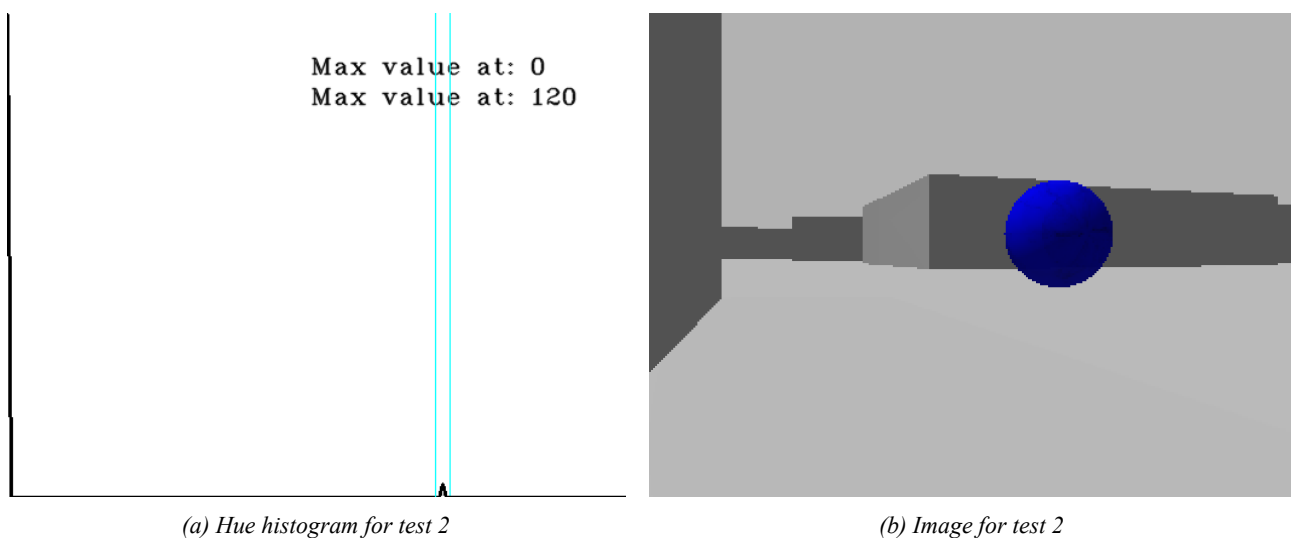 Max value at: 0
Max value at: 120
(a) Hue histogram for test 2
(b) Image for test 2